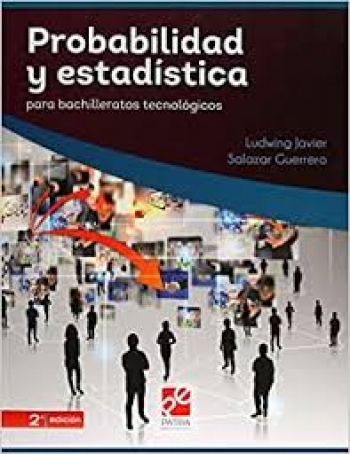 Probabilidad
y estadística
para bachilleratos tecnológicos
Ludwing Javier
Salazar Guerrero
2ª edición
PATRIA